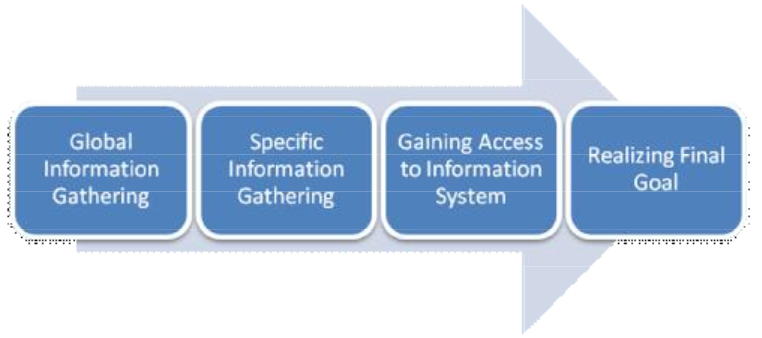 Global
Information
Gathering
Specific
Information
Gathering
Gaining Access
to Information
System
Realizing Final
Goal